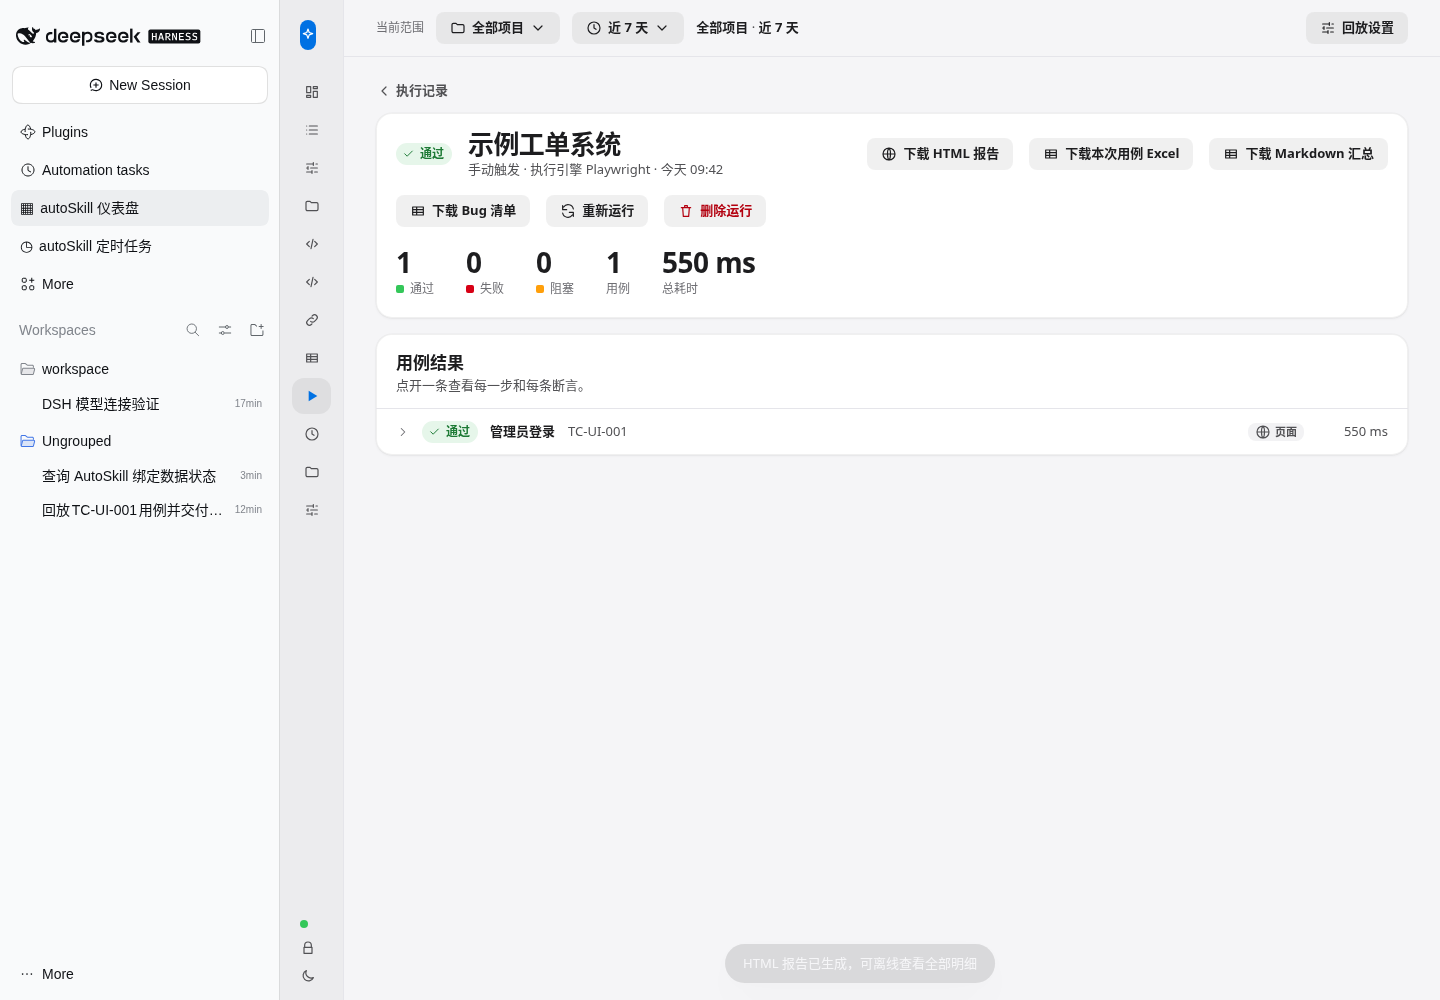 deepseek HARNESS
New Session
Plugins
Automation tasks
autoSkill 仪表盘
autoSkill 定时任务
More
Workspaces
workspace
DSH 模型连接验证 17min
Ungrouped
查询 AutoSkill 绑定数据状态 3min
回放 TC-UI-001 用例并交付… 12min
More
当前范围 全部项目 近 7 天 全部项目 · 近 7 天 回放设置
执行记录
通过 示例工单系统
手动触发 · 执行引擎 Playwright · 今天 09:42
下载 HTML 报告 下载本次用例 Excel 下载 Markdown 汇总
下载 Bug 清单 重新运行 删除运行
1 0 0 1 550 ms
通过 失败 阻塞 用例 总耗时
用例结果
点开一条查看每一步和每条断言。
通过 管理员登录 TC-UI-001 页面 550 ms
HTML 报告已生成，可离线查看全部明细